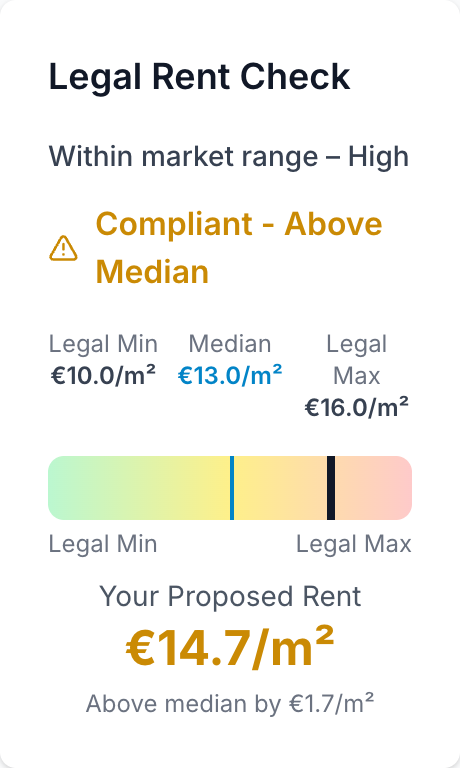 Legal Rent Check
Within market range – High
Compliant - Above
Median
Legal Min
€10.0/m²
Median
€13.0/m²
Legal
Max
€16.0/m²
Legal Min
Legal Max
Your Proposed Rent
€14.7/m²
Above median by €1.7/m²